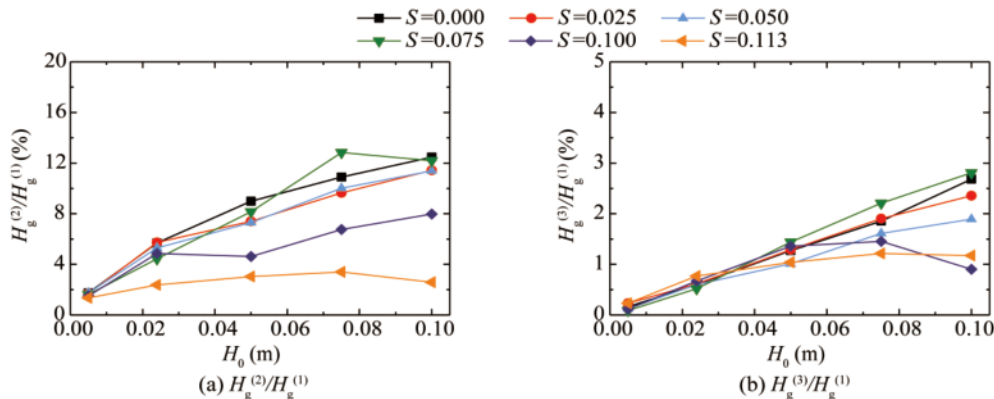 S=0.000 S=0.025 S=0.050
S=0.075 S=0.100 S=0.113
20
16
12
8
4
0
H_g^(2)/H_g^(1) (%)
0.00 0.02 0.04 0.06 0.08 0.10
H_0 (m)
(a) H_g^(2)/H_g^(1)
5
4
3
2
1
0
H_g^(3)/H_g^(1) (%)
0.00 0.02 0.04 0.06 0.08 0.10
H_0 (m)
(b) H_g^(3)/H_g^(1)